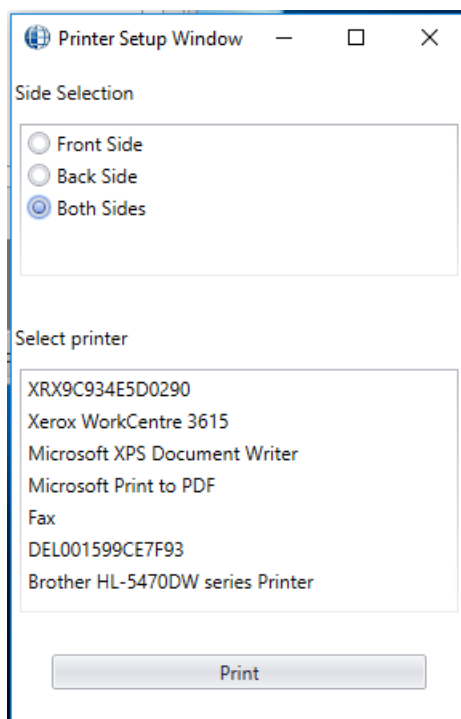 Printer Setup Window
Side Selection
Front Side
Back Side
Both Sides
Select printer
XRX9C934E5D0290
Xerox WorkCentre 3615
Microsoft XPS Document Writer
Microsoft Print to PDF
Fax
DEL001599CE7F93
Brother HL-5470DW series Printer
Print